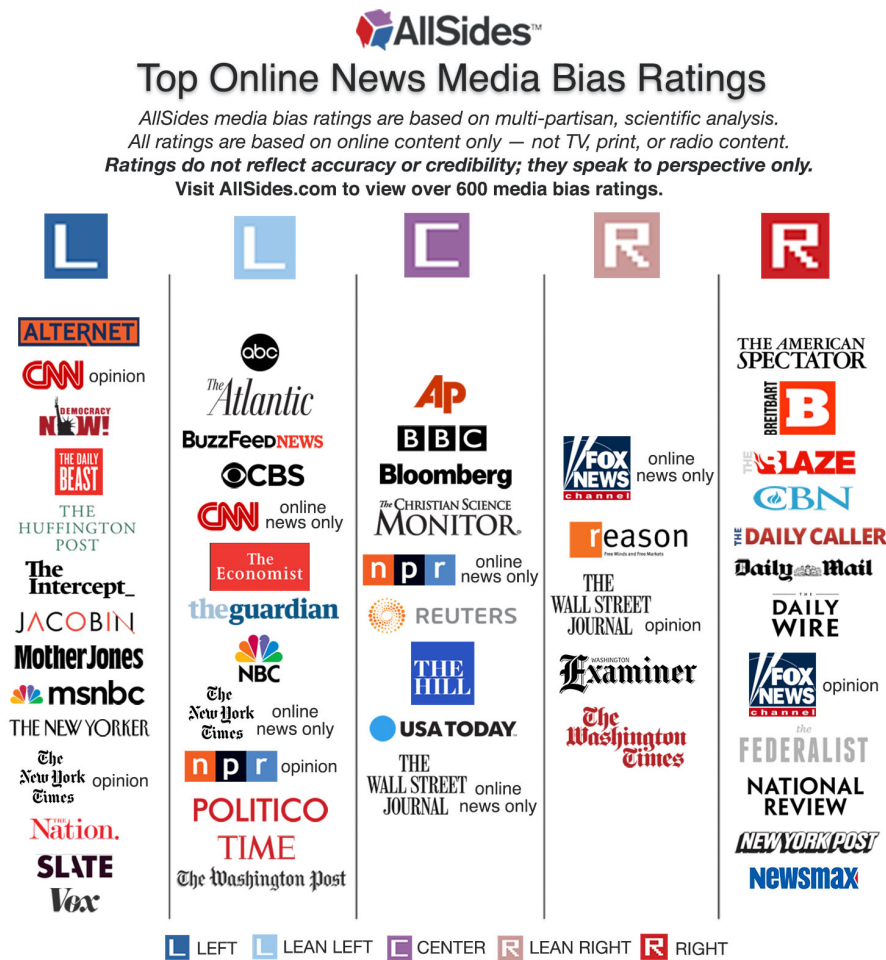 AllSides™
Top Online News Media Bias Ratings
AllSides media bias ratings are based on multi-partisan, scientific analysis.
All ratings are based on online content only — not TV, print, or radio content.
Ratings do not reflect accuracy or credibility; they speak to perspective only.
Visit AllSides.com to view over 600 media bias ratings.
L
L
C
R
R
ALTERNET
CNN opinion
DEMOCRACY
NOW!
THE DAILY
BEAST
THE
HUFFINGTON
POST
The
Intercept_
JACOBIN
Mother Jones
msnbc
THE NEW YORKER
The
New York
Times
opinion
THE
Nation.
SLATE
Vox
abc
The
Atlantic
BuzzFeed NEWS
CBS
CNN
online
news only
The
Economist
theguardian
NBC
The
New York
Times
online
news only
npr opinion
POLITICO
TIME
The Washington Post
AP
BBC
Bloomberg
The CHRISTIAN SCIENCE
MONITOR
npr
online
news only
REUTERS
THE
HILL
USA TODAY
THE
WALL STREET
JOURNAL
online
news only
FOX
NEWS
channel
online
news only
reason
Free Minds and Free Markets
THE
WALL STREET
JOURNAL opinion
WASHINGTON
Examiner
The
Washington
Times
THE AMERICAN
SPECTATOR
BREITBART
B
THE BLAZE
CBN
THE DAILY CALLER
Daily Mail
THE
DAILY
WIRE
FOX
NEWS
channel
opinion
the
FEDERALIST
NATIONAL
REVIEW
NEW YORK POST
Newsmax
L LEFT L LEAN LEFT C CENTER R LEAN RIGHT R RIGHT